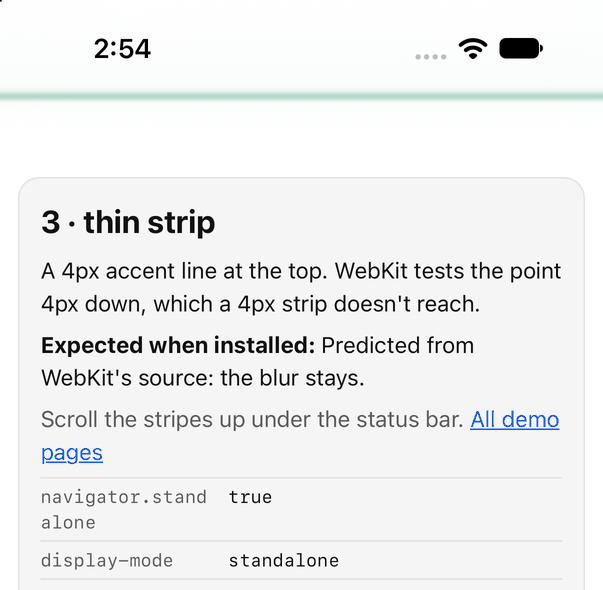 2:54
3 · thin strip
A 4px accent line at the top. WebKit tests the point
4px down, which a 4px strip doesn't reach.
Expected when installed: Predicted from
WebKit's source: the blur stays.
Scroll the stripes up under the status bar. All demo
pages
navigator.stand true
alone
display-mode standalone